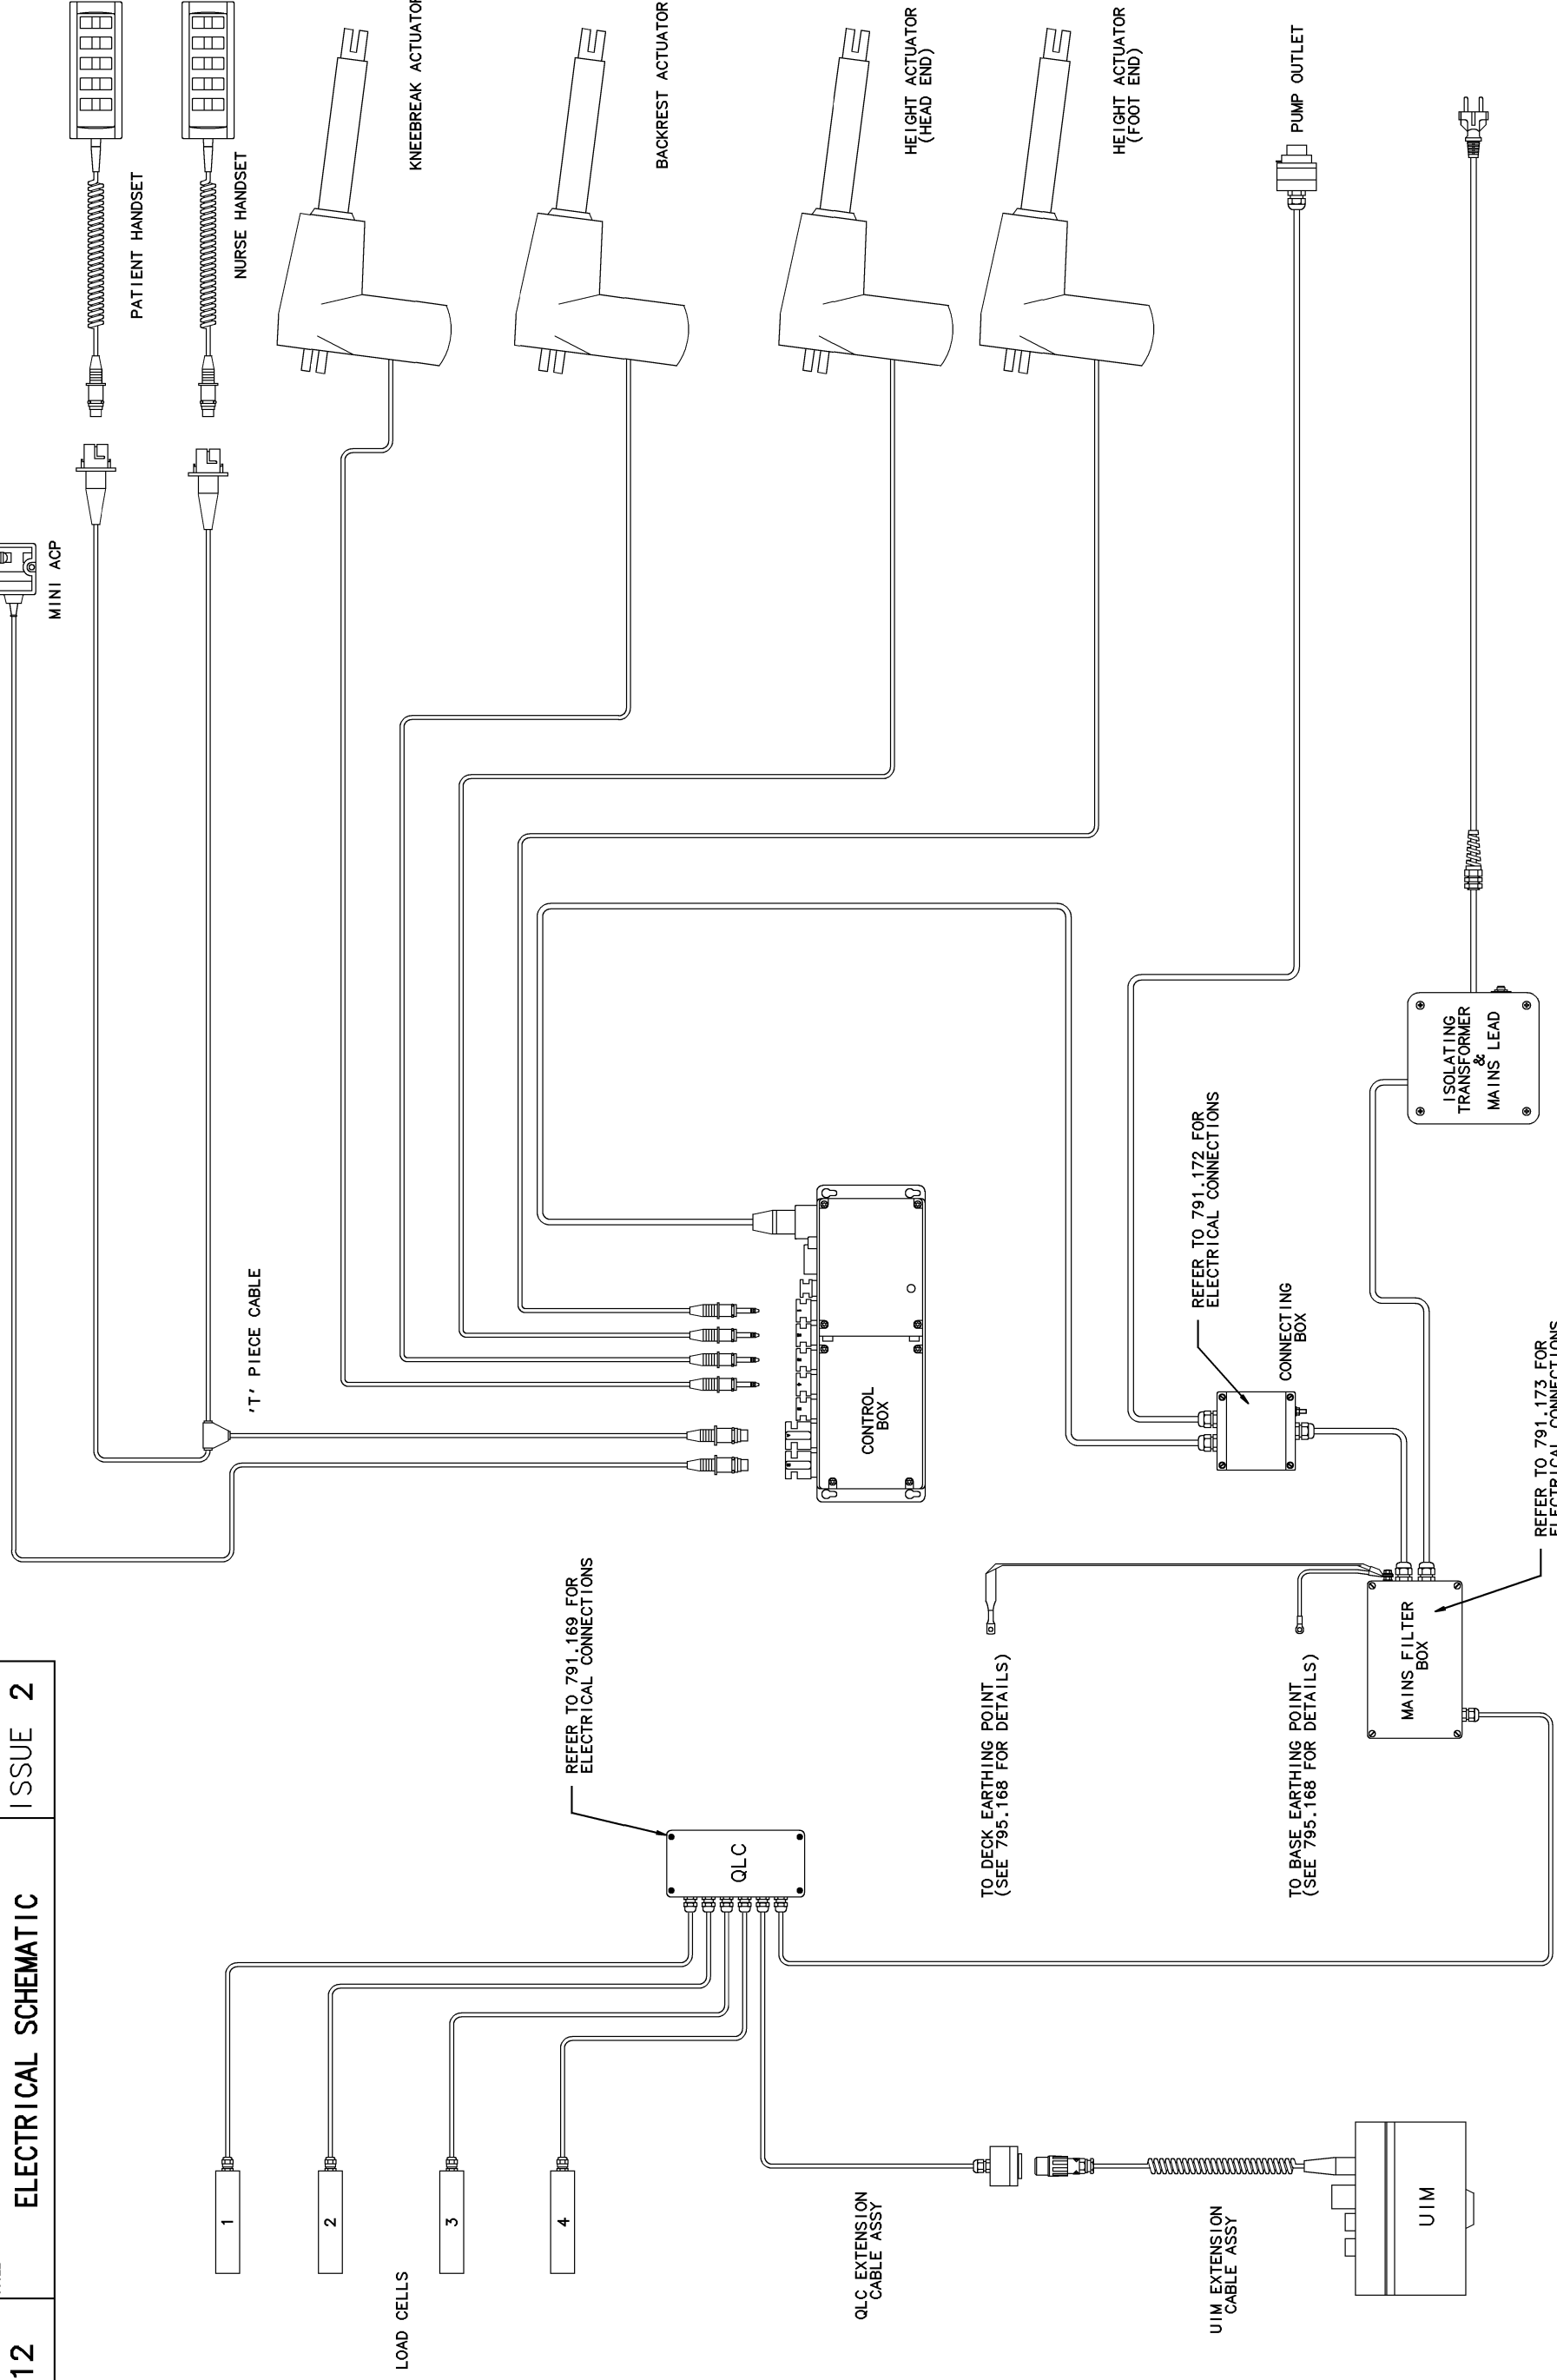 12
ELECTRICAL SCHEMATIC
ISSUE 2
MINI ACP
PATIENT HANDSET
NURSE HANDSET
'T' PIECE CABLE
KNEEBREAK ACTUATOR
BACKREST ACTUATOR
HEIGHT ACTUATOR
(HEAD END)
HEIGHT ACTUATOR
(FOOT END)
PUMP OUTLET
CONTROL
BOX
REFER TO 791.172 FOR
ELECTRICAL CONNECTIONS
CONNECTING
BOX
ISOLATING
TRANSFORMER
&
MAINS LEAD
REFER TO 791.173 FOR
ELECTRICAL CONNECTIONS
MAINS FILTER
BOX
TO DECK EARTHING POINT
(SEE 795.168 FOR DETAILS)
TO BASE EARTHING POINT
(SEE 795.168 FOR DETAILS)
REFER TO 791.169 FOR
ELECTRICAL CONNECTIONS
QLC
1
2
3
4
LOAD CELLS
QLC EXTENSION
CABLE ASSY
UIM EXTENSION
CABLE ASSY
UIM